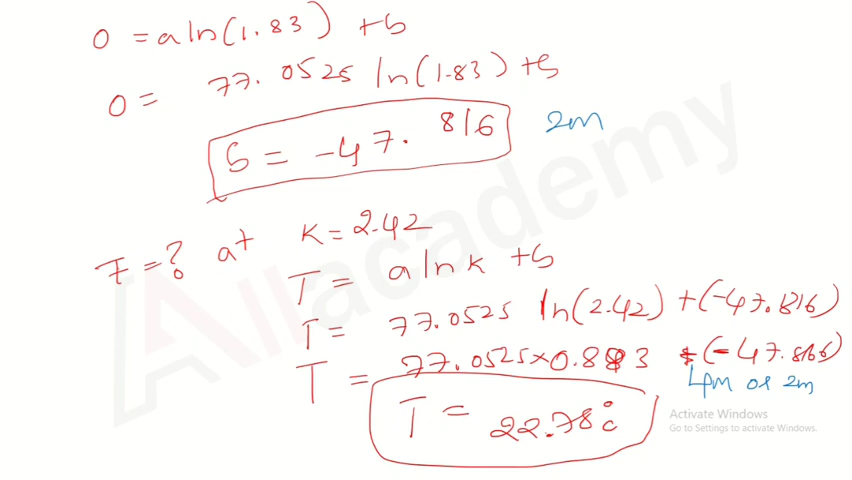 0 = a ln(1.83) + b
0 = 77.0525 ln(1.83) + b
b = -47.816 2m
T = ? at K = 2.42
T = a ln K + b
T = 77.0525 ln(2.42) + (-47.816)
T = 77.0525 × 0.883 + (-47.8166)
4m or 2m
T = 22.78°c
Activate Windows
Go to Settings to activate Windows.
All academy